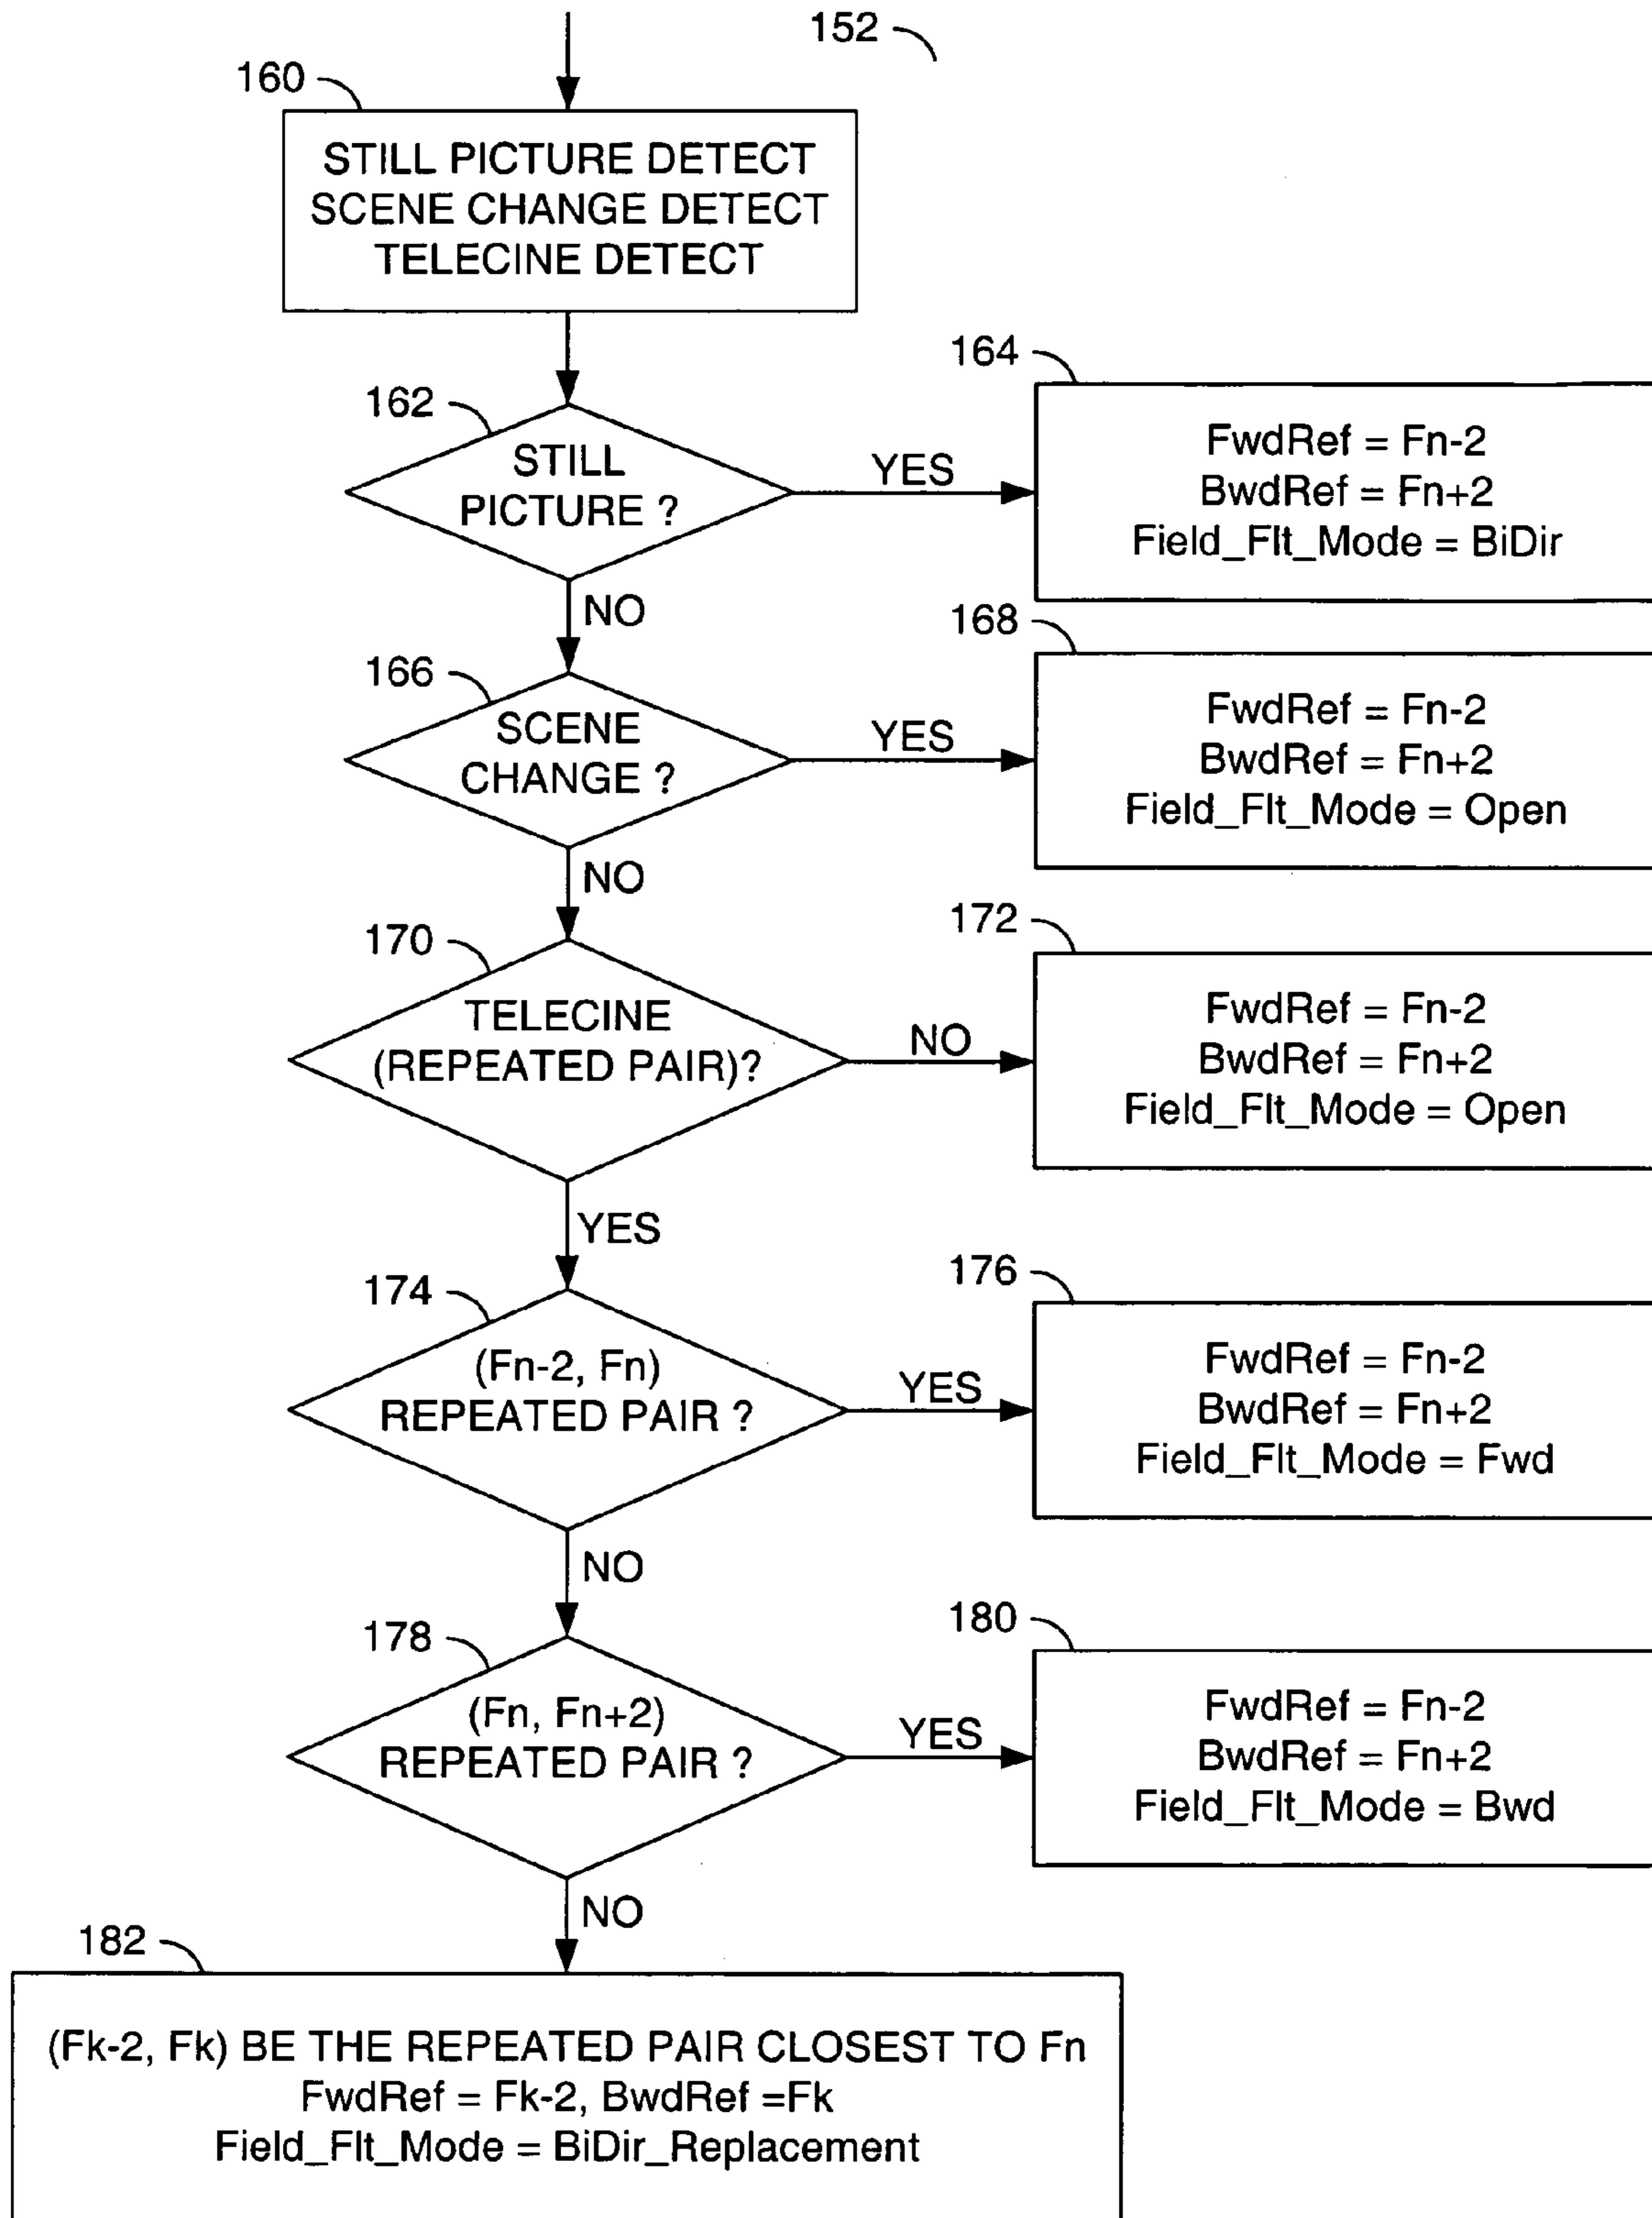 152
160
STILL PICTURE DETECT
SCENE CHANGE DETECT
TELECINE DETECT
162
STILL
PICTURE ?
YES
164
FwdRef = Fn-2
BwdRef = Fn+2
Field_Flt_Mode = BiDir
NO
166
SCENE
CHANGE ?
YES
168
FwdRef = Fn-2
BwdRef = Fn+2
Field_Flt_Mode = Open
NO
170
TELECINE
(REPEATED PAIR)?
NO
172
FwdRef = Fn-2
BwdRef = Fn+2
Field_Flt_Mode = Open
YES
174
(Fn-2, Fn)
REPEATED PAIR ?
YES
176
FwdRef = Fn-2
BwdRef = Fn+2
Field_Flt_Mode = Fwd
NO
178
(Fn, Fn+2)
REPEATED PAIR ?
YES
180
FwdRef = Fn-2
BwdRef = Fn+2
Field_Flt_Mode = Bwd
NO
182
(Fk-2, Fk) BE THE REPEATED PAIR CLOSEST TO Fn
FwdRef = Fk-2, BwdRef =Fk
Field_Flt_Mode = BiDir_Replacement